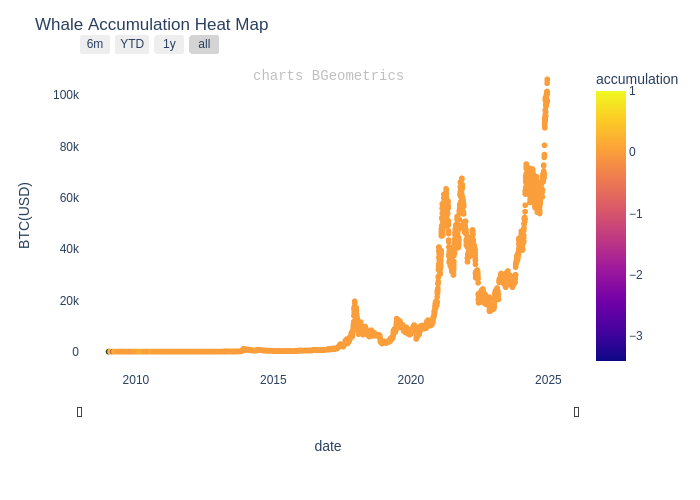 Whale Accumulation Heat Map
6m YTD 1y all
charts BGeometrics
accumulation
1
0
−1
−2
−3
BTC(USD)
100k
80k
60k
40k
20k
0
2010 2015 2020 2025
date